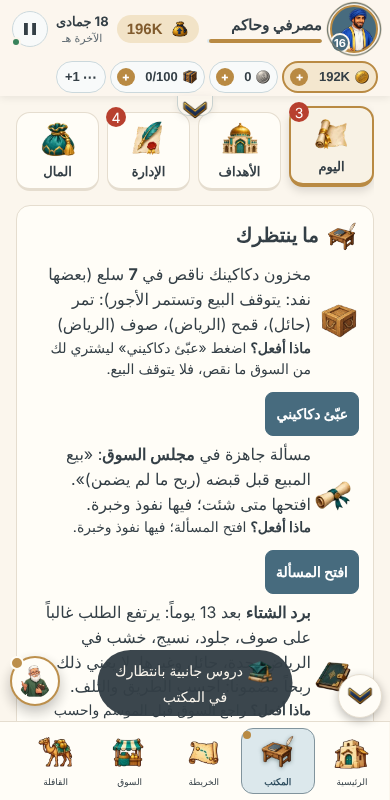 مصرفي وحاكم
16
196K
18 جمادى
الآخرة هـ
192K
0
0/100
+1 ⋯
3
اليوم
الأهداف
4
الإدارة
المال
ما ينتظرك
مخزون دكاكينك ناقص في 7 سلع (بعضها
نفد: يتوقف البيع وتستمر الأجور): تمر
(حائل)، قمح (الرياض)، صوف (الرياض)
ماذا أفعل؟ اضغط «عبّئ دكاكيني» ليشتري لك
من السوق ما نقص، فلا يتوقف البيع.
عبّئ دكاكيني
مسألة جاهزة في مجلس السوق: «بيع
المبيع قبل قبضه (ربح ما لم يضمن)».
افتحها متى شئت؛ فيها نفوذ وخبرة.
ماذا أفعل؟ افتح المسألة؛ فيها نفوذ وخبرة.
افتح المسألة
برد الشتاء بعد 13 يوماً: يرتفع الطلب غالباً
على صوف، جلود، نسيج، خشب في
ذلك
دروس جانبية بانتظارك
في المكتب
الرئيسية
المكتب
الخريطة
السوق
القافلة